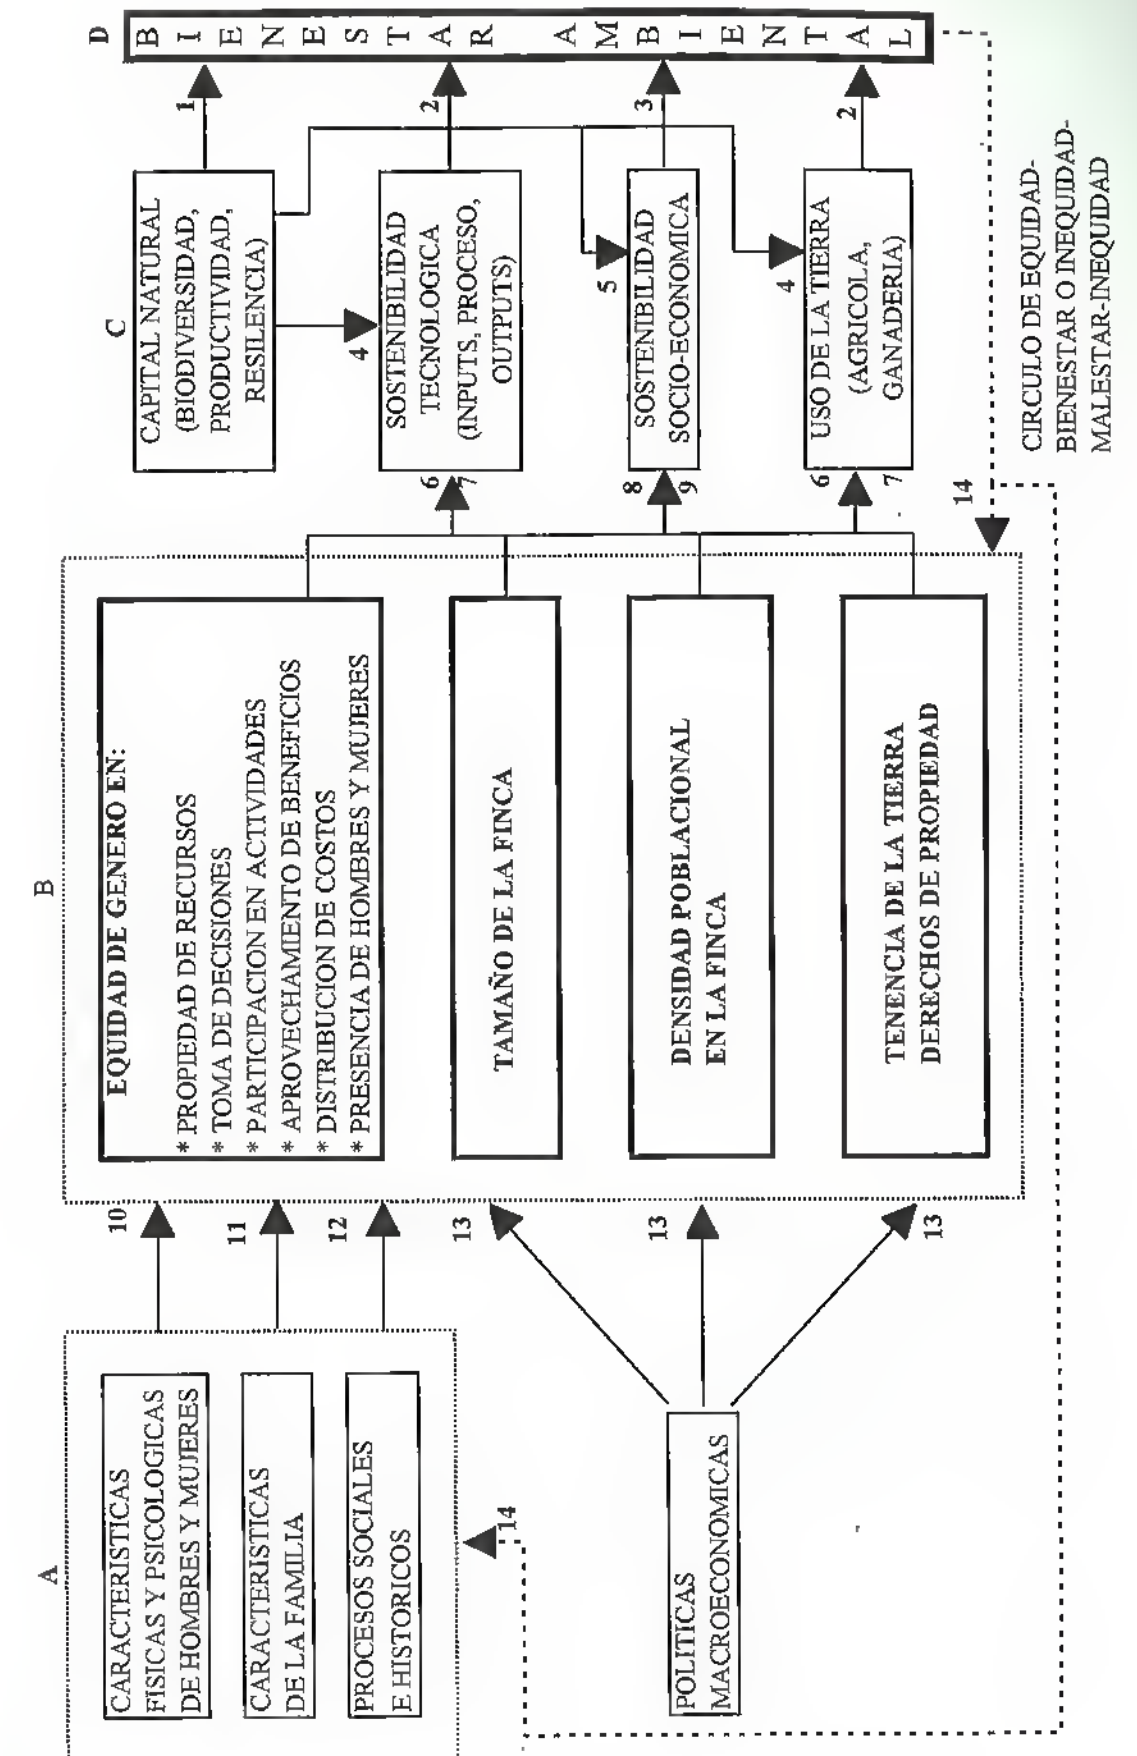 A
CARACTERISTICAS
FISICAS Y PSICOLOGICAS
DE HOMBRES Y MUJERES
CARACTERISTICAS
DE LA FAMILIA
PROCESOS SOCIALES
E HISTORICOS
POLITICAS
MACROECONOMICAS
14
10
11
12
13
13
13
B
EQUIDAD DE GENERO EN:
* PROPIEDAD DE RECURSOS
* TOMA DE DECISIONES
* PARTICIPACION EN ACTIVIDADES
* APROVECHAMIENTO DE BENEFICIOS
* DISTRIBUCION DE COSTOS
* PRESENCIA DE HOMBRES Y MUJERES
TAMAÑO DE LA FINCA
DENSIDAD POBLACIONAL
EN LA FINCA
TENENCIA DE LA TIERRA
DERECHOS DE PROPIEDAD
14
6
7
8
9
6
7
C
CAPITAL NATURAL
(BIODIVERSIDAD,
PRODUCTIVIDAD,
RESILENCIA)
4
SOSTENIBILIDAD
TECNOLOGICA
(INPUTS, PROCESO,
OUTPUTS)
5
SOSTENIBILIDAD
SOCIO-ECONOMICA
4
USO DE LA TIERRA
(AGRICOLA,
GANADERIA)
1
2
3
2
D
BIENESTAR AMBIENTAL
CIRCULO DE EQUIDAD-
BIENESTAR O INEQUIDAD-
MALESTAR-INEQUIDAD